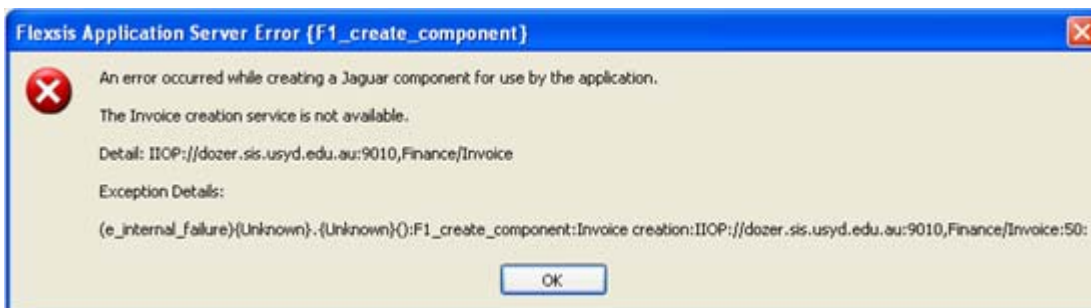 Flexsis Application Server Error {F1_create_component}
An error occurred while creating a Jaguar component for use by the application.
The Invoice creation service is not available.
Detail: IIOP://dozer.sis.usyd.edu.au:9010,Finance/Invoice
Exception Details:
(e_internal_failure){Unknown}.{Unknown}():F1_create_component:Invoice creation:IIOP://dozer.sis.usyd.edu.au:9010,Finance/Invoice:50:
OK